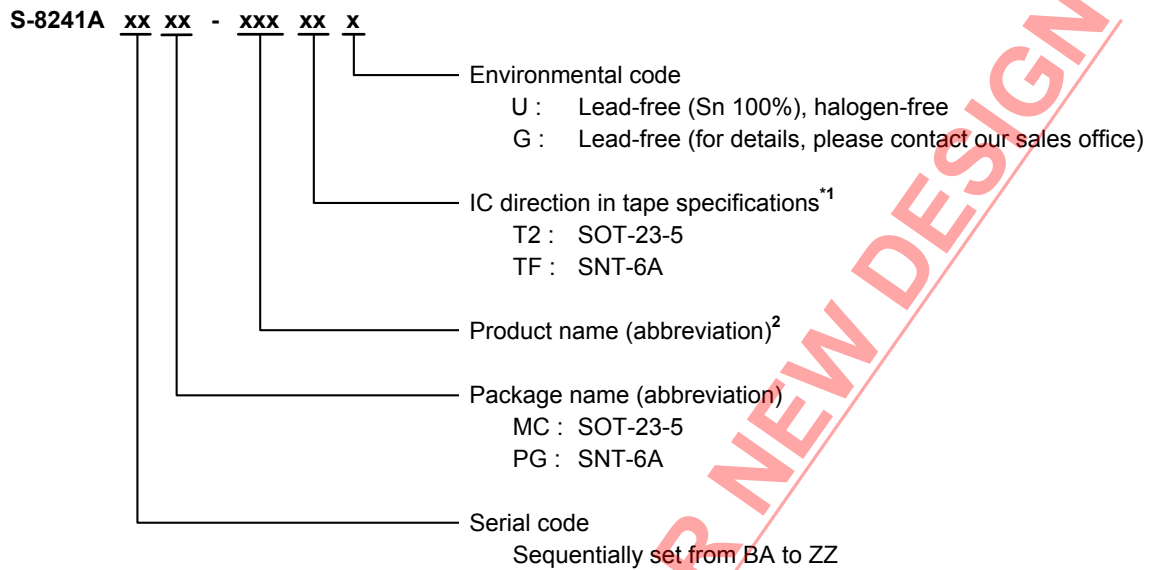 S-8241A xx xx - xxx xx x
Environmental code
U : Lead-free (Sn 100%), halogen-free
G : Lead-free (for details, please contact our sales office)
IC direction in tape specifications*1
T2 : SOT-23-5
TF : SNT-6A
Product name (abbreviation)2
Package name (abbreviation)
MC : SOT-23-5
PG : SNT-6A
Serial code
Sequentially set from BA to ZZ
R NEW DESIGN